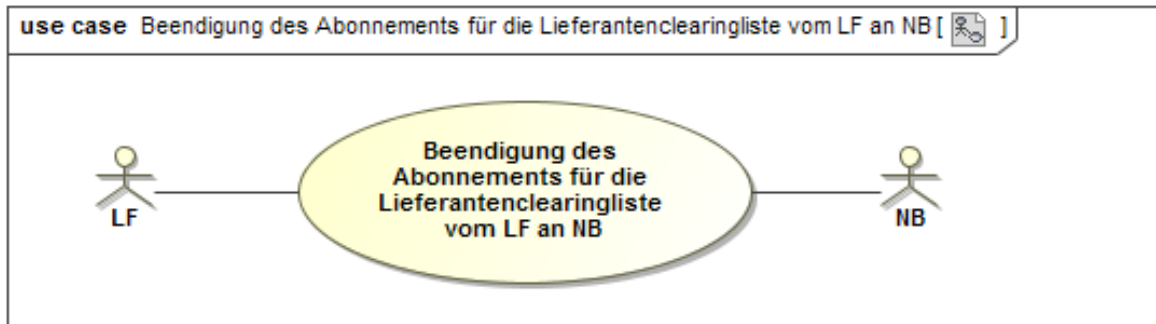 use case Beendigung des Abonnements für die Lieferantenclearingliste vom LF an NB [ ]
Beendigung des
Abonnements für die
Lieferantenclearingliste
vom LF an NB
LF
NB